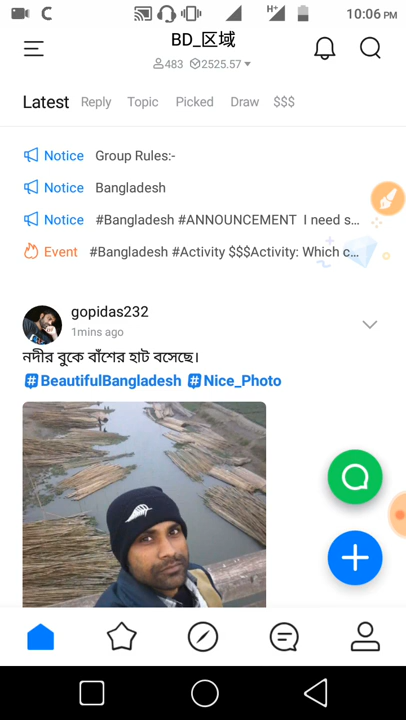 H+
10:06 PM
BD_区域
483 2525.57
Latest Reply Topic Picked Draw $$$
Notice Group Rules:-
Notice Bangladesh
Notice #Bangladesh #ANNOUNCEMENT I need s...
Event #Bangladesh #Activity $$$Activity: Which c...
gopidas232
1mins ago
নদীর বুকে বাঁশের হাট বসেছে।
#BeautifulBangladesh #Nice_Photo